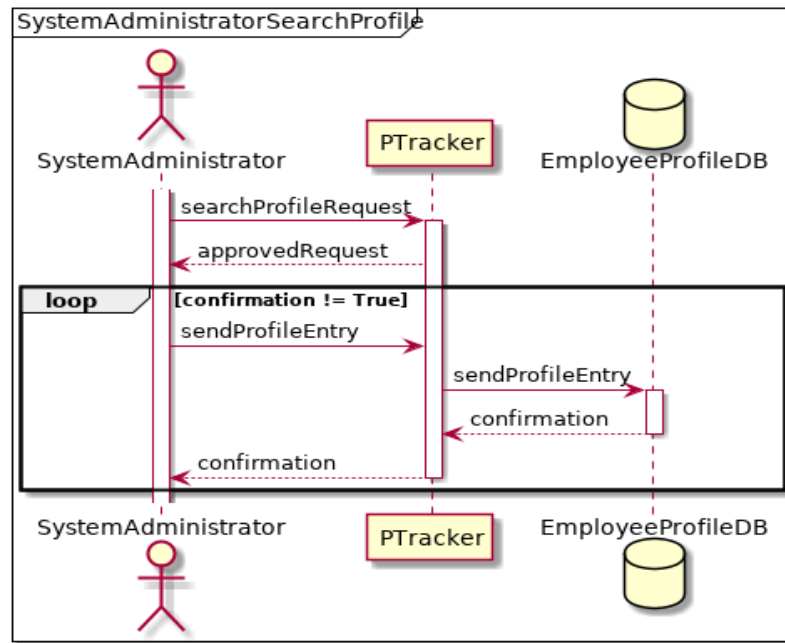 SystemAdministratorSearchProfile
SystemAdministrator
PTracker
EmployeeProfileDB
searchProfileRequest
approvedRequest
loop [confirmation != True]
sendProfileEntry
sendProfileEntry
confirmation
confirmation
SystemAdministrator
PTracker
EmployeeProfileDB